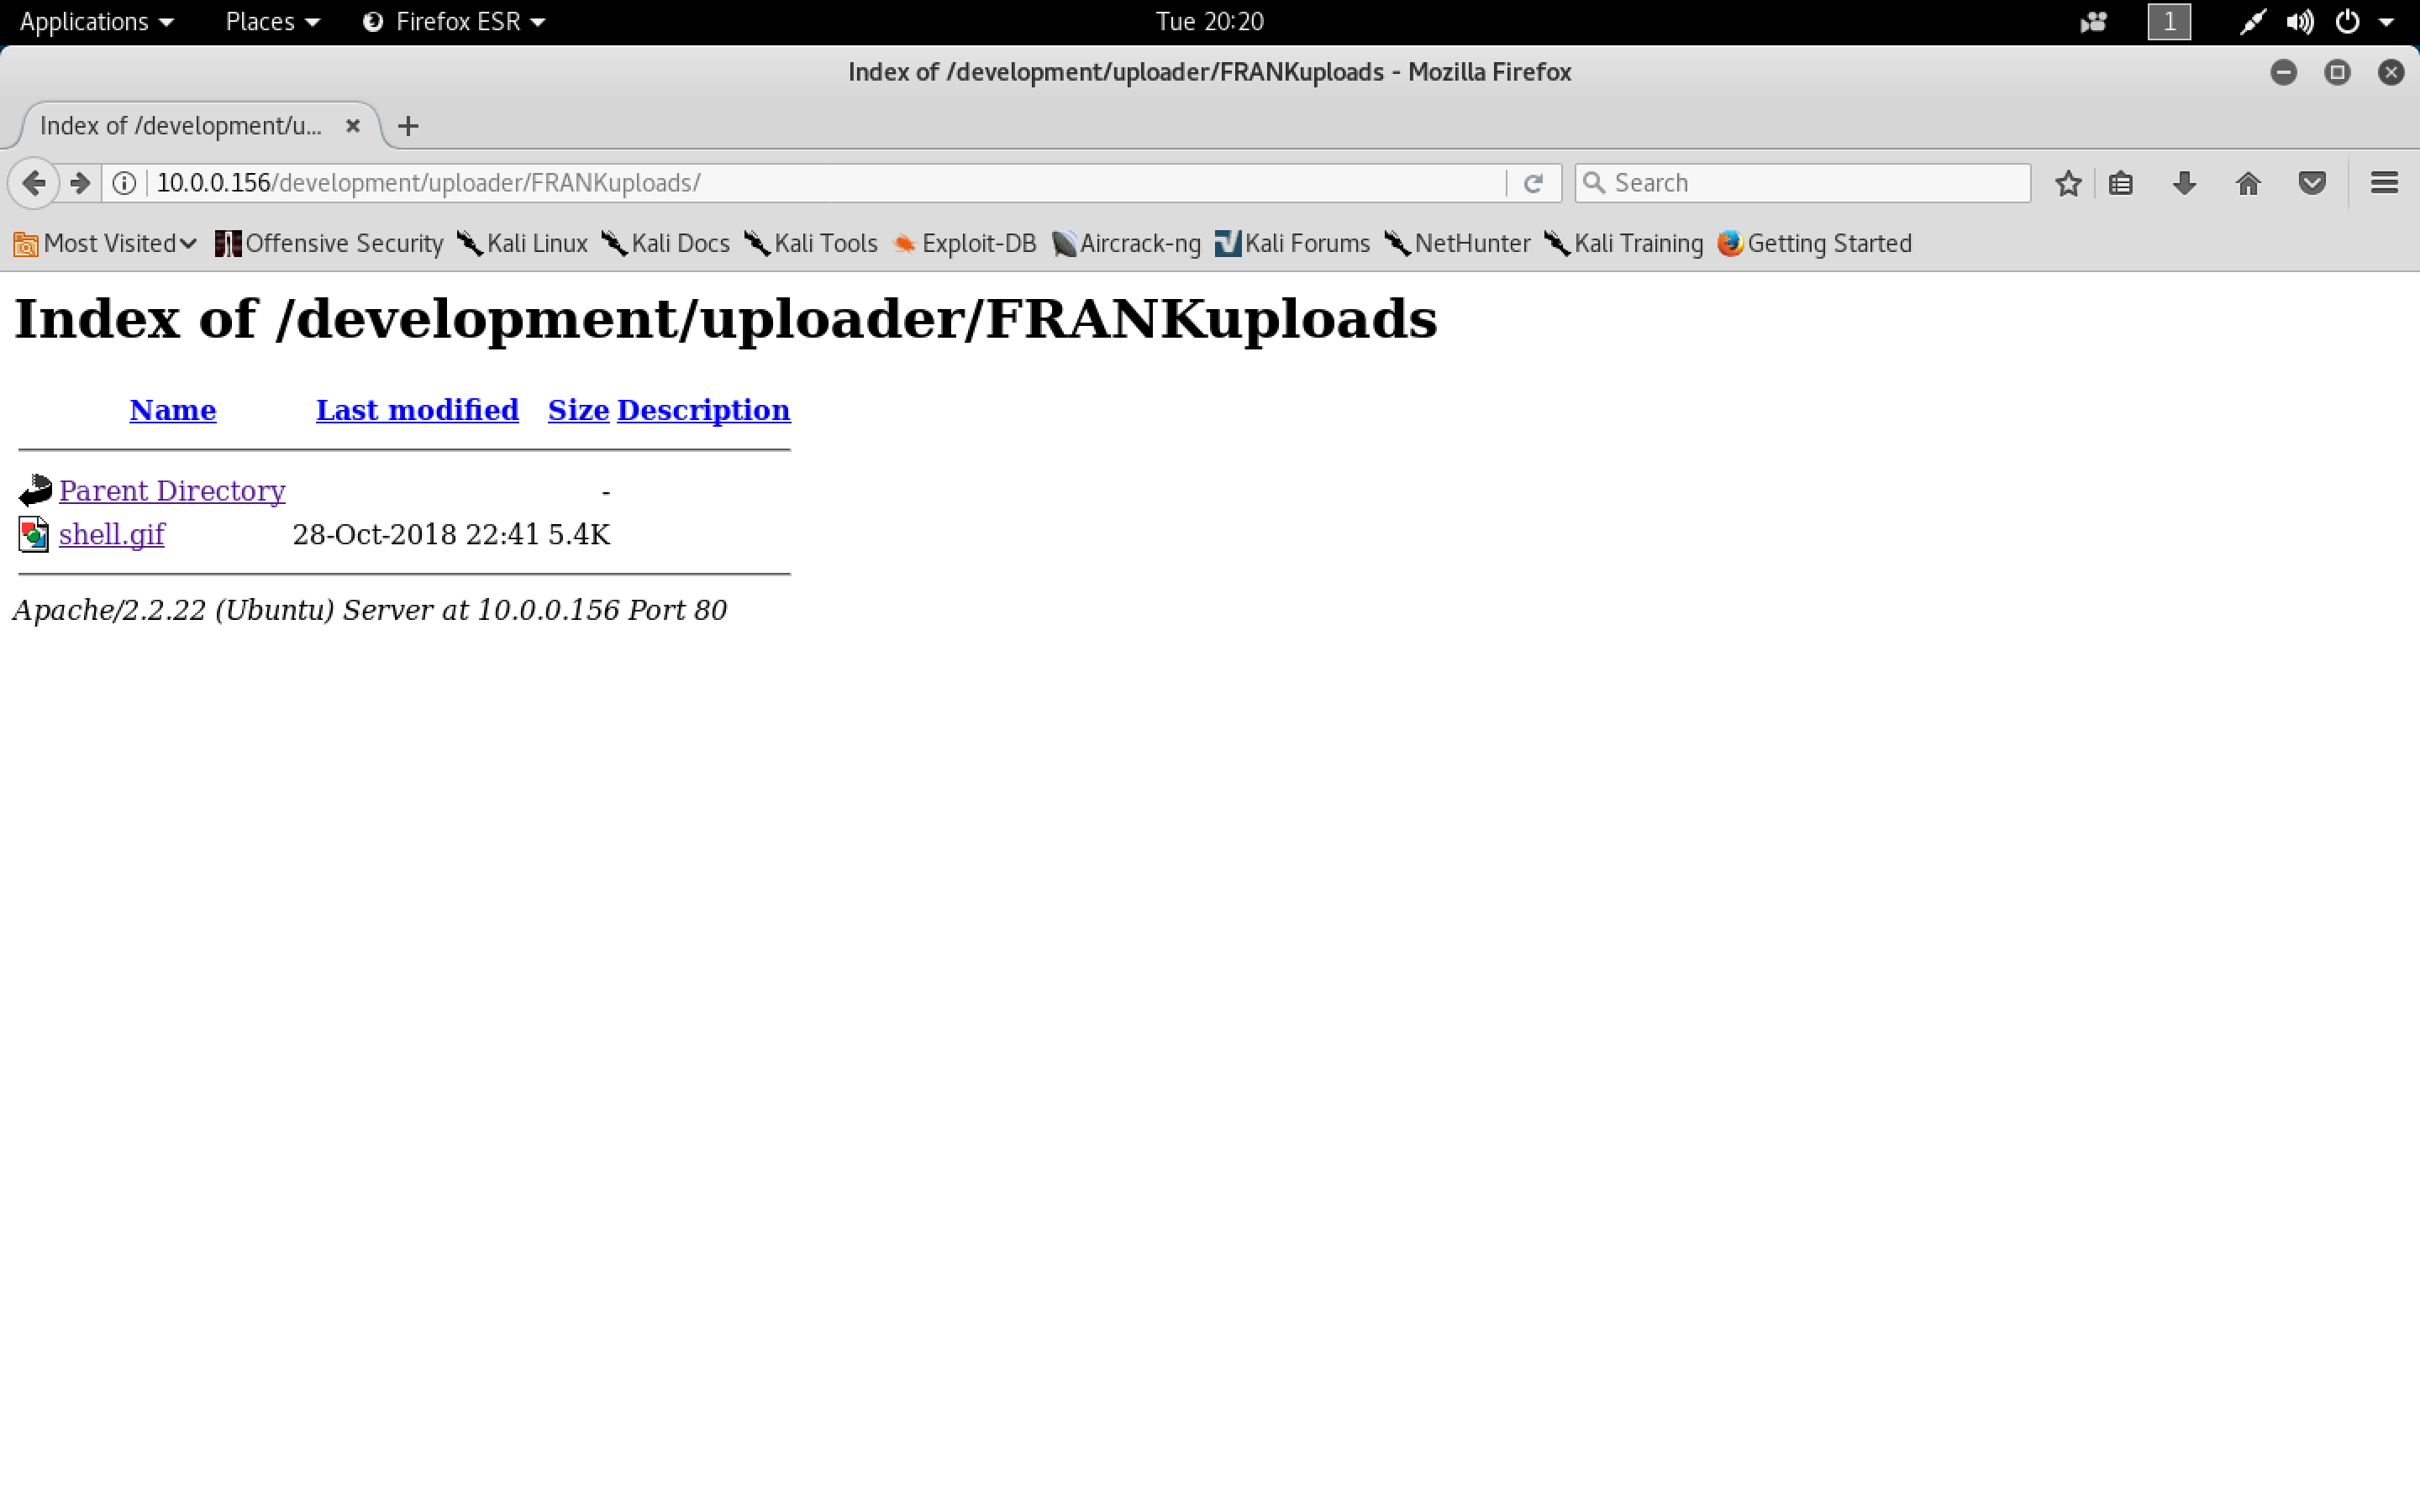 Applications Places Firefox ESR Tue 20:20 1
Index of /development/uploader/FRANKuploads - Mozilla Firefox
Index of /development/u...
10.0.0.156/development/uploader/FRANKuploads/ Search
Most Visited Offensive Security Kali Linux Kali Docs Kali Tools Exploit-DB Aircrack-ng Kali Forums NetHunter Kali Training Getting Started
Index of /development/uploader/FRANKuploads
Name Last modified Size Description
Parent Directory -
shell.gif 28-Oct-2018 22:41 5.4K
Apache/2.2.22 (Ubuntu) Server at 10.0.0.156 Port 80